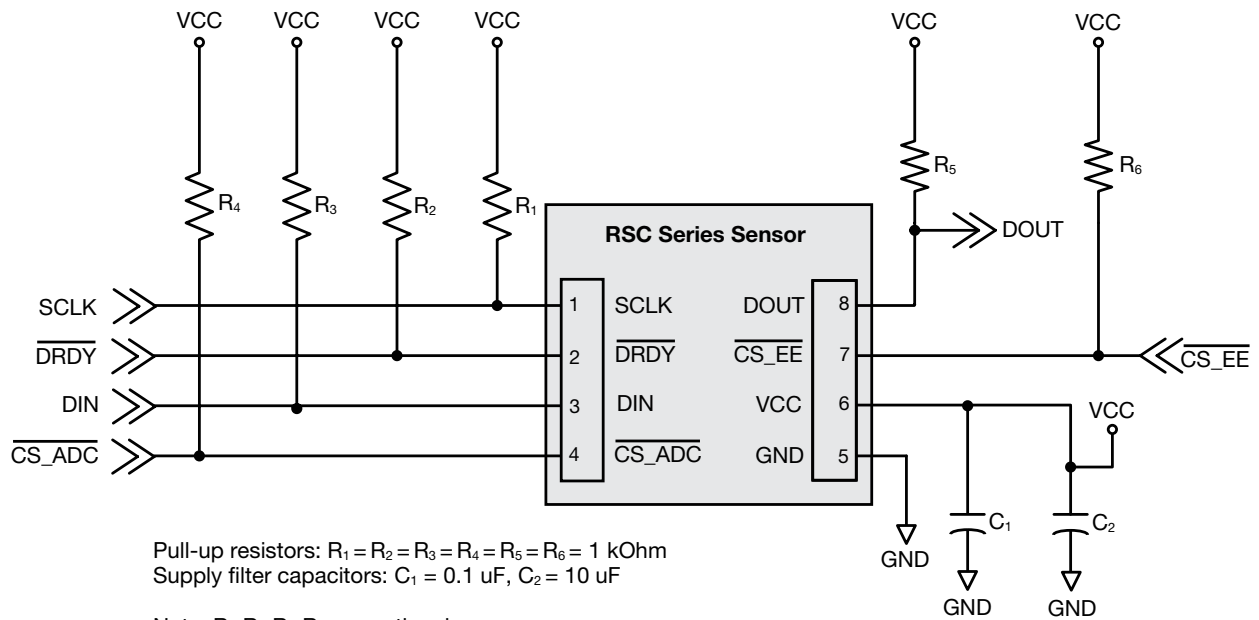 VCC VCC VCC VCC VCC VCC
R₄ R₃ R₂ R₁ R₅ R₆
RSC Series Sensor
DOUT
SCLK 1 SCLK DOUT 8
DRDY 2 DRDY CS_EE 7 CS_EE
DIN 3 DIN VCC 6 VCC
CS_ADC 4 CS_ADC GND 5
C₁ C₂
GND
GND GND
Pull-up resistors: R₁ = R₂ = R₃ = R₄ = R₅ = R₆ = 1 kOhm
Supply filter capacitors: C₁ = 0.1 uF, C₂ = 10 uF